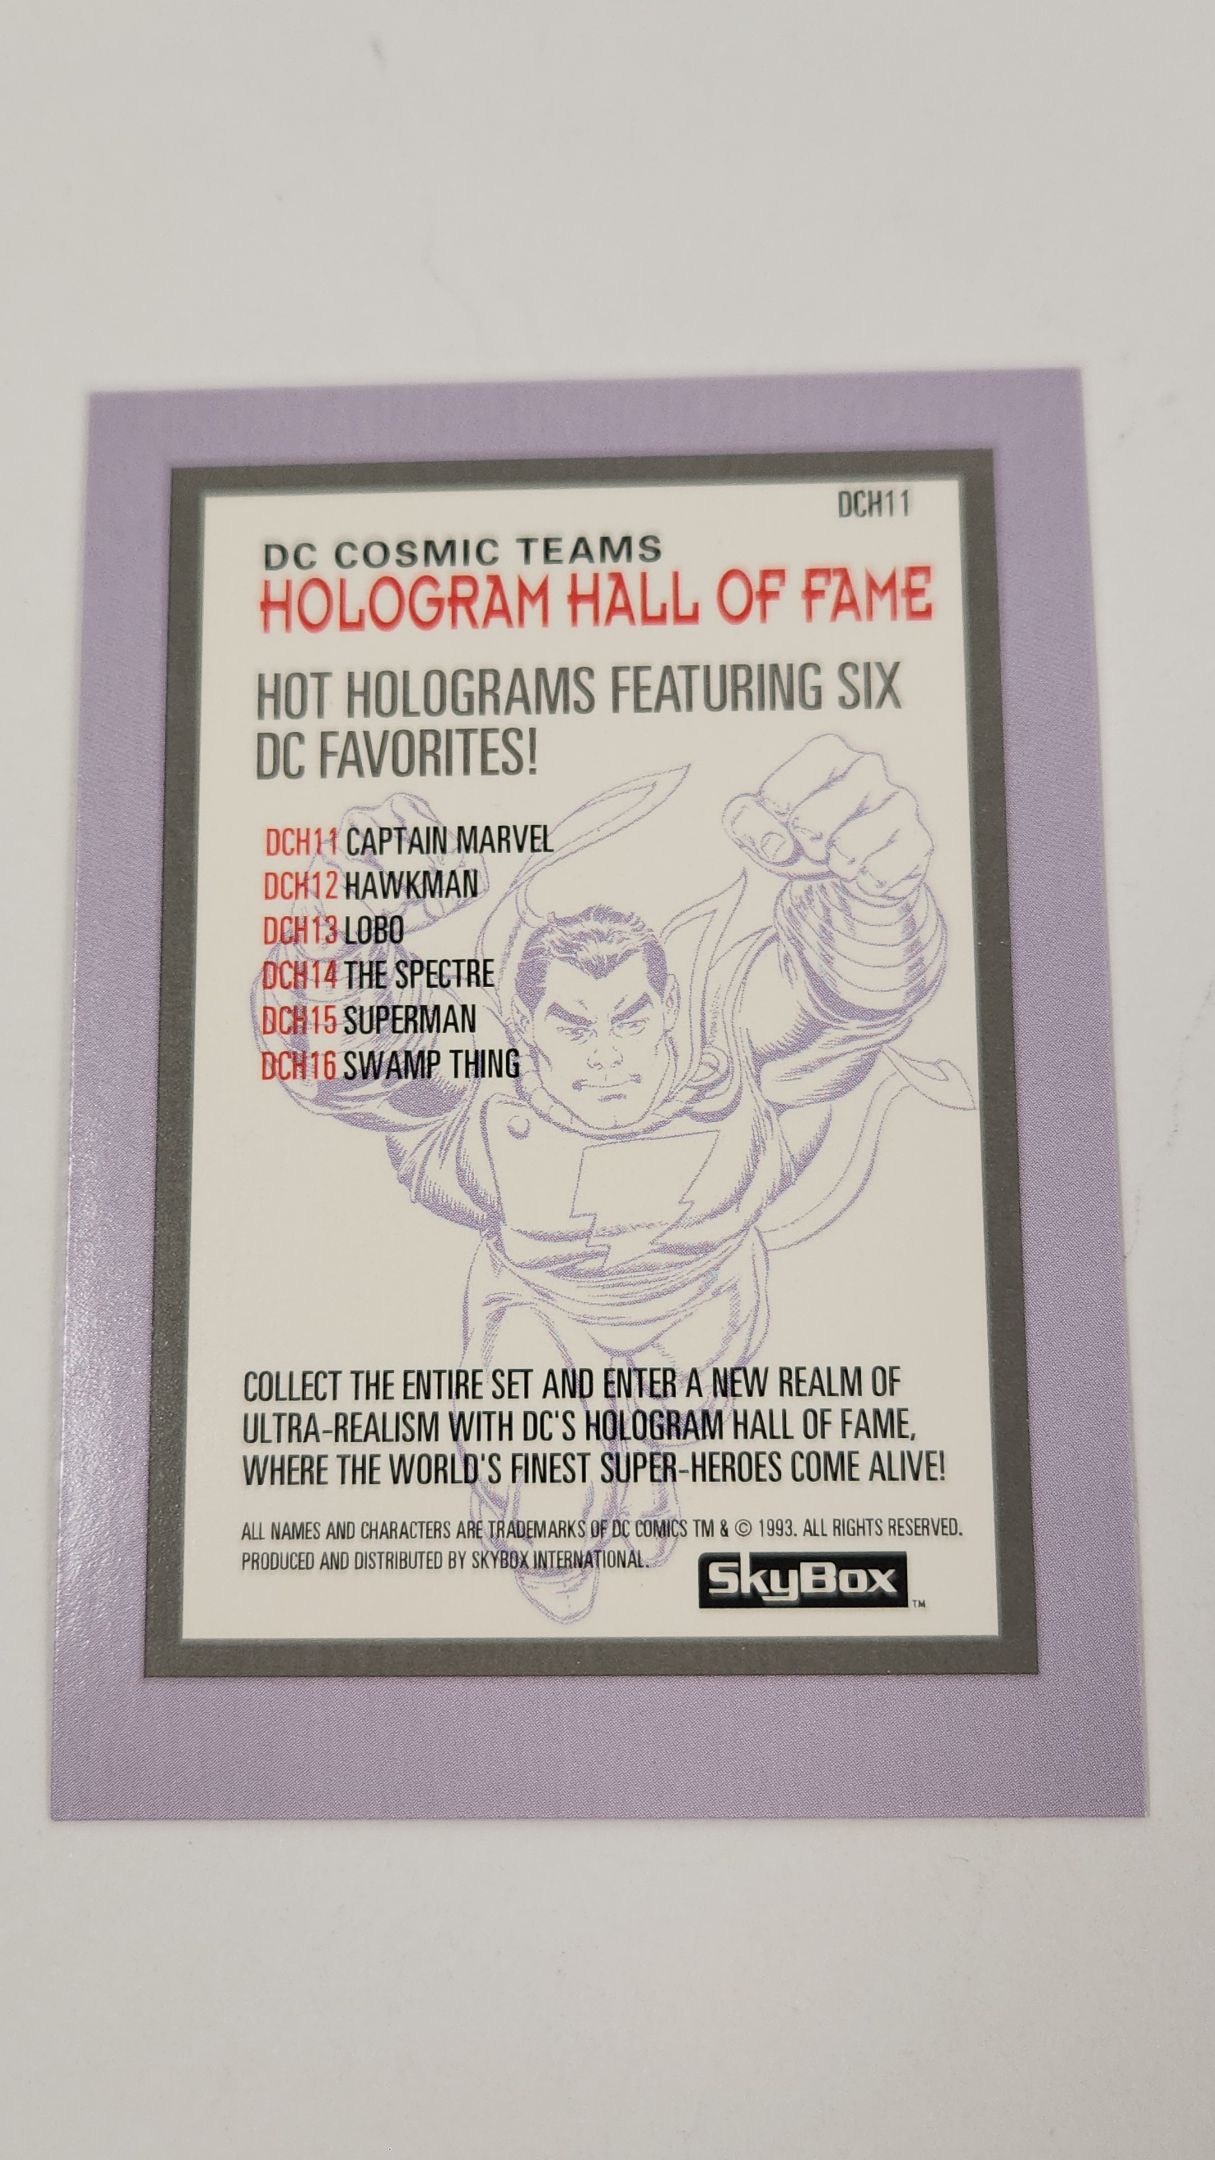 DCH11
DC COSMIC TEAMS
HOLOGRAM HALL OF FAME
HOT HOLOGRAMS FEATURING SIX
DC FAVORITES!
DCH11 CAPTAIN MARVEL
DCH12 HAWKMAN
DCH13 LOBO
DCH14 THE SPECTRE
DCH15 SUPERMAN
DCH16 SWAMP THING
COLLECT THE ENTIRE SET AND ENTER A NEW REALM OF
ULTRA-REALISM WITH DC'S HOLOGRAM HALL OF FAME,
WHERE THE WORLD'S FINEST SUPER-HEROES COME ALIVE!
ALL NAMES AND CHARACTERS ARE TRADEMARKS OF DC COMICS TM & © 1993. ALL RIGHTS RESERVED.
PRODUCED AND DISTRIBUTED BY SKYBOX INTERNATIONAL.
SkyBox™